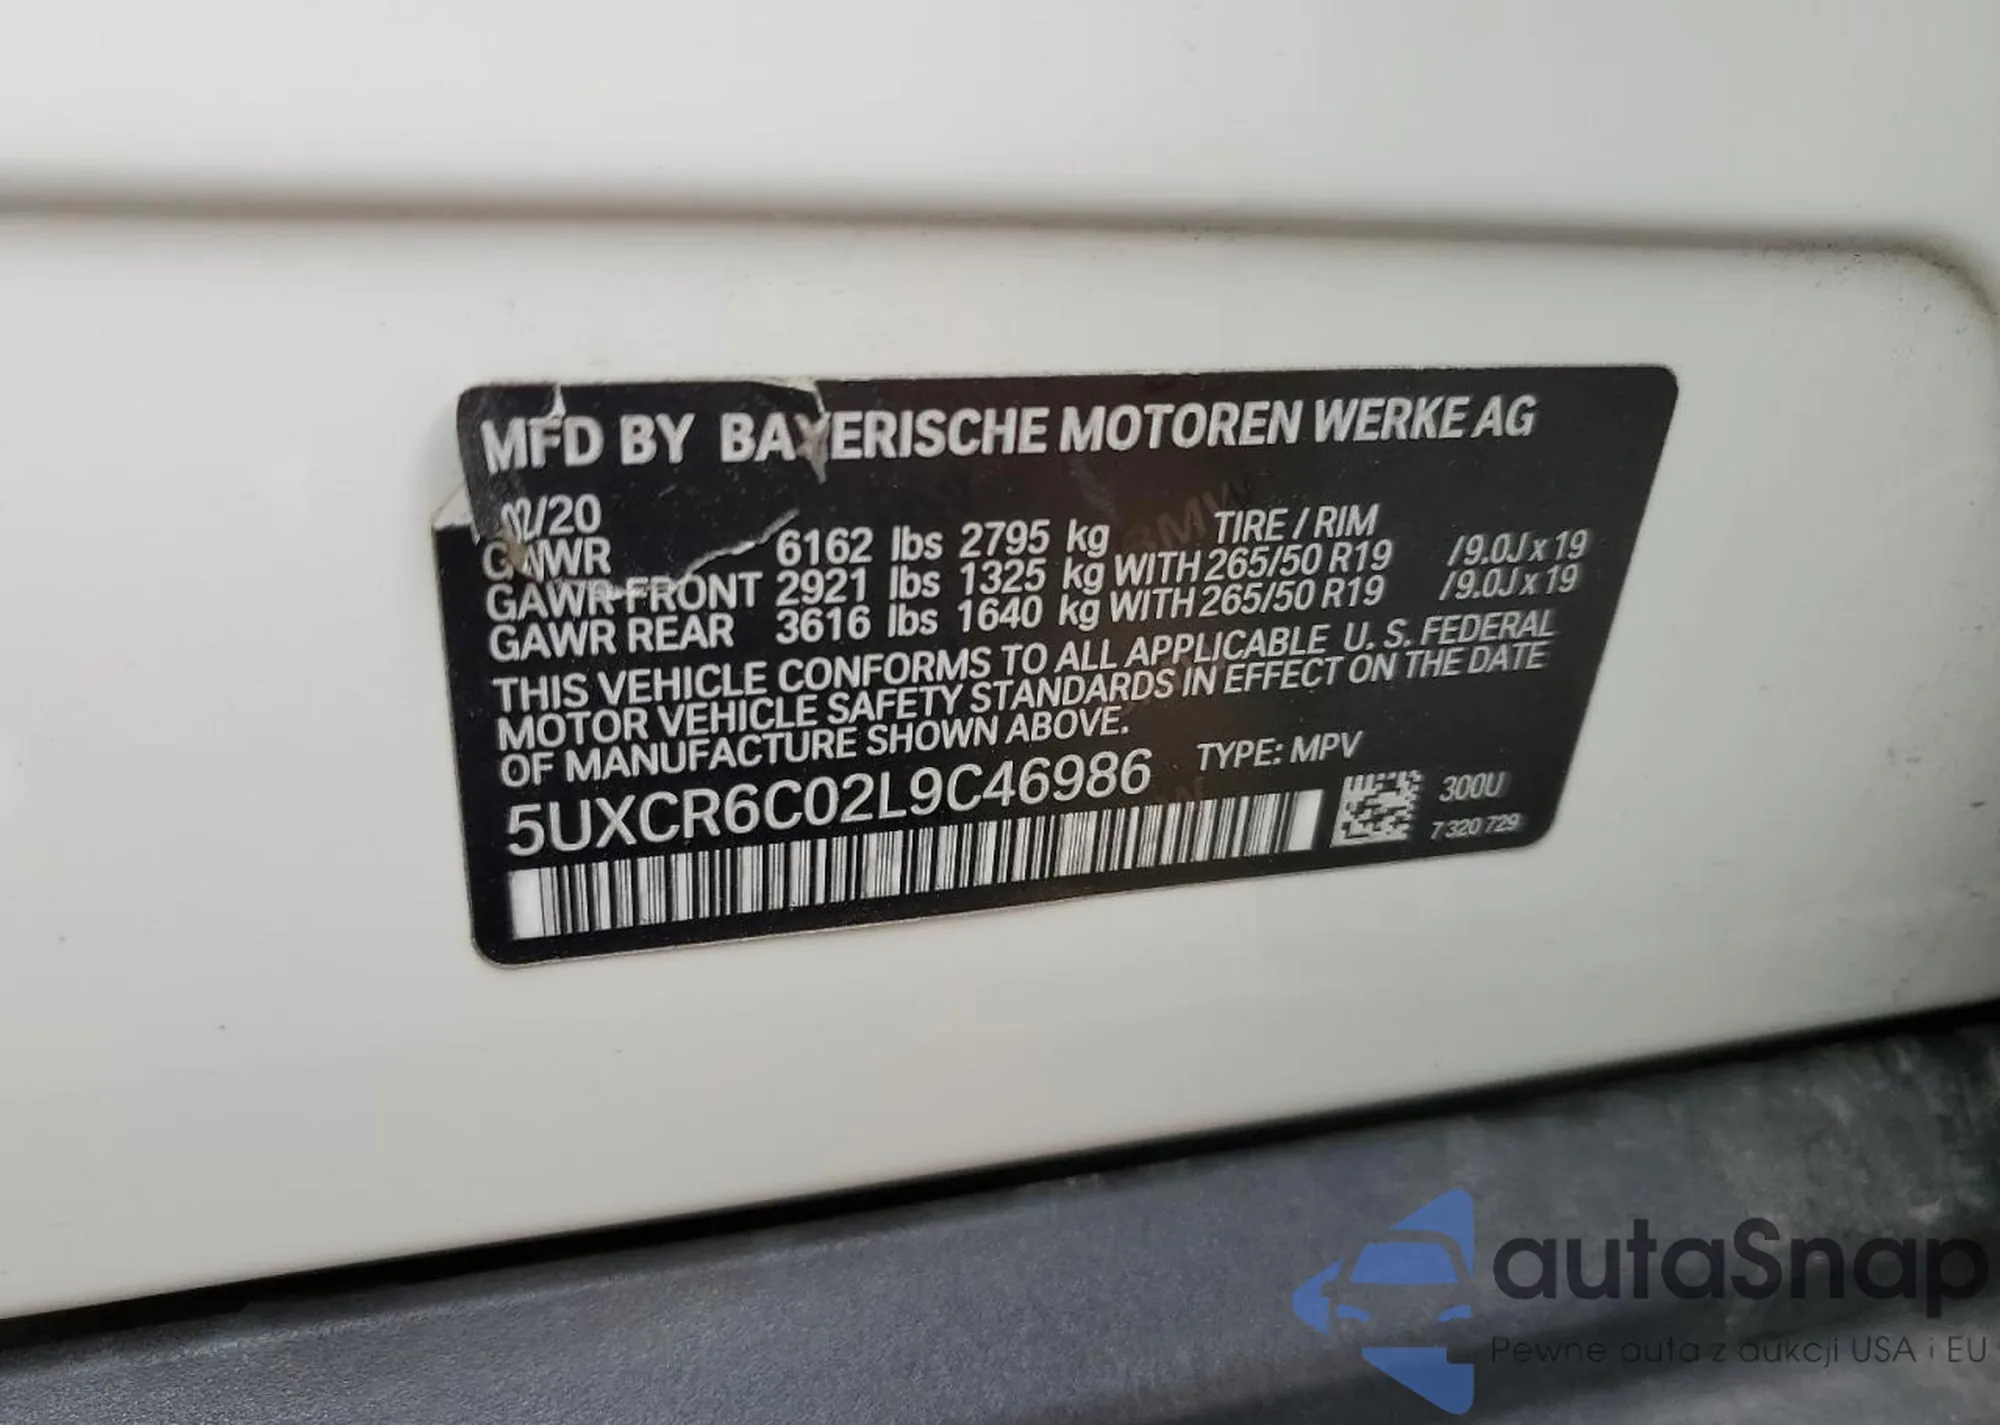 MFD BY BAYERISCHE MOTOREN WERKE AG
02/20
GVWR 6162 lbs 2795 kg TIRE / RIM
GAWR FRONT 2921 lbs 1325 kg WITH 265/50 R19 /9.0J x 19
GAWR REAR 3616 lbs 1640 kg WITH 265/50 R19 /9.0J x 19
THIS VEHICLE CONFORMS TO ALL APPLICABLE U. S. FEDERAL
MOTOR VEHICLE SAFETY STANDARDS IN EFFECT ON THE DATE
OF MANUFACTURE SHOWN ABOVE.
5UXCR6C02L9C46986 TYPE: MPV
300U
7 320 729
autaSnap
Pewne auta z aukcji USA i EU